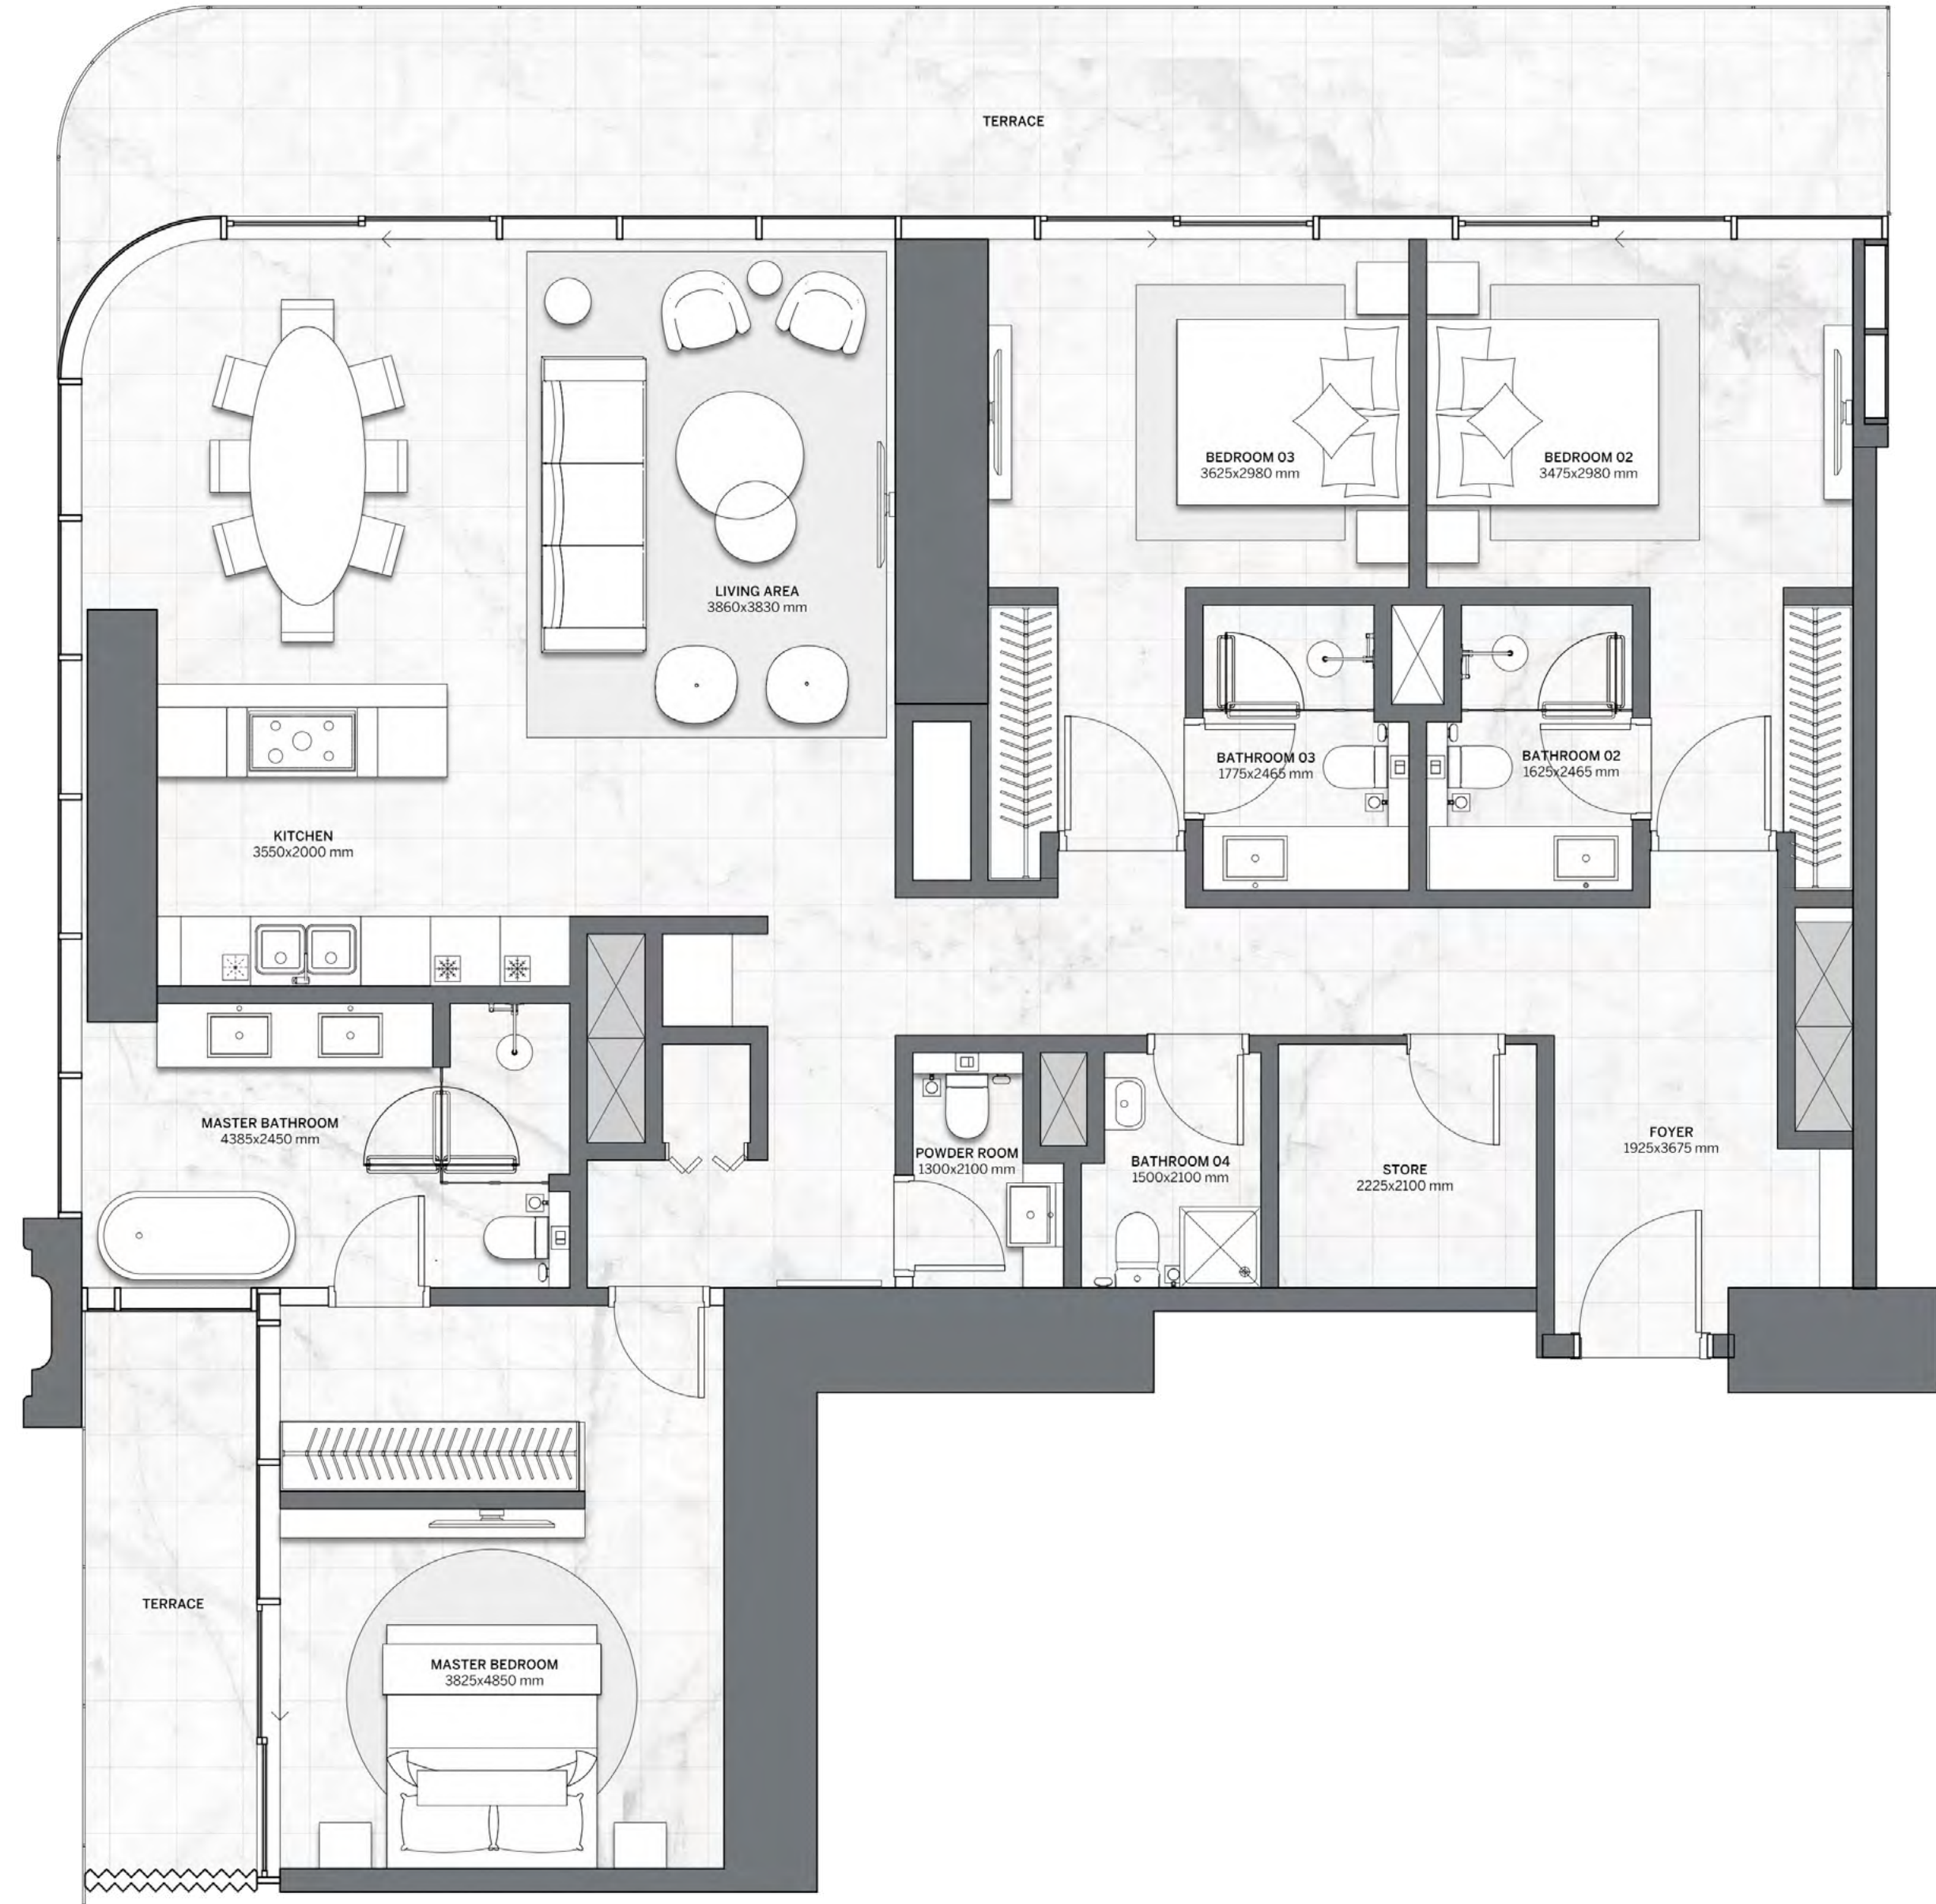 TERRACE
BEDROOM 03
3625x2980 mm
BEDROOM 02
3475x2980 mm
LIVING AREA
3860x3830 mm
BATHROOM 03
1775x2465 mm
BATHROOM 02
1625x2465 mm
KITCHEN
3550x2000 mm
MASTER BATHROOM
4385x2450 mm
POWDER ROOM
1300x2100 mm
BATHROOM 04
1500x2100 mm
STORE
2225x2100 mm
FOYER
1925x3675 mm
TERRACE
MASTER BEDROOM
3825x4850 mm